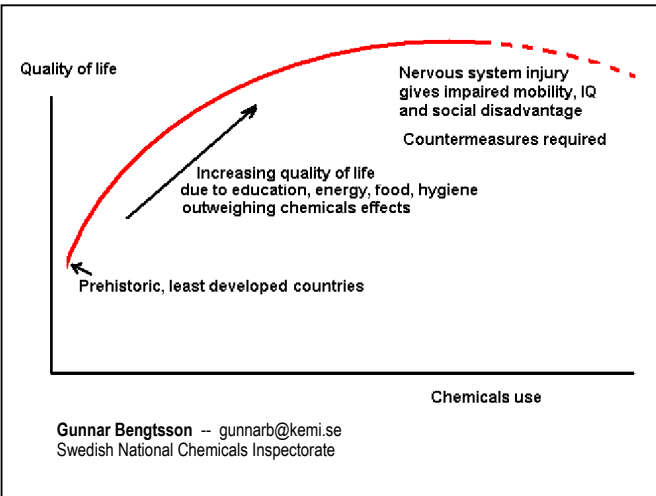 Quality of life
Nervous system injury
gives impaired mobility, IQ
and social disadvantage
Countermeasures required
Increasing quality of life
due to education, energy, food, hygiene
outweighing chemicals effects
Prehistoric, least developed countries
Chemicals use
Gunnar Bengtsson -- gunnarb@kemi.se
Swedish National Chemicals Inspectorate